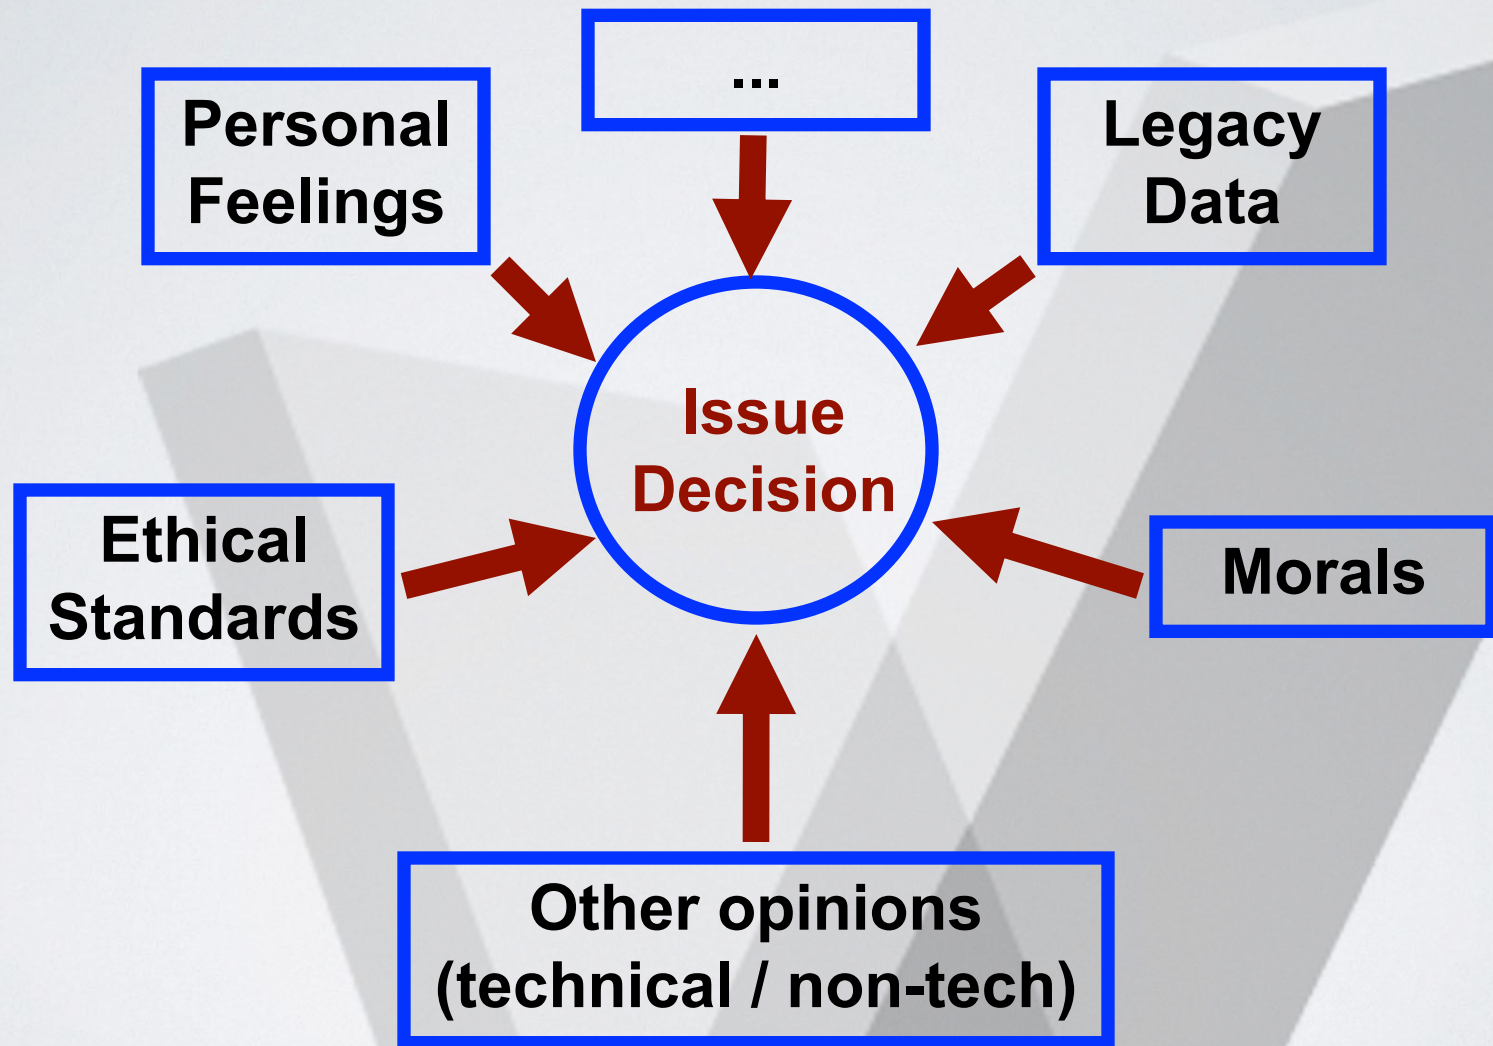 ...
Personal
Feelings
Legacy
Data
Issue
Decision
Ethical
Standards
Morals
Other opinions
(technical / non-tech)